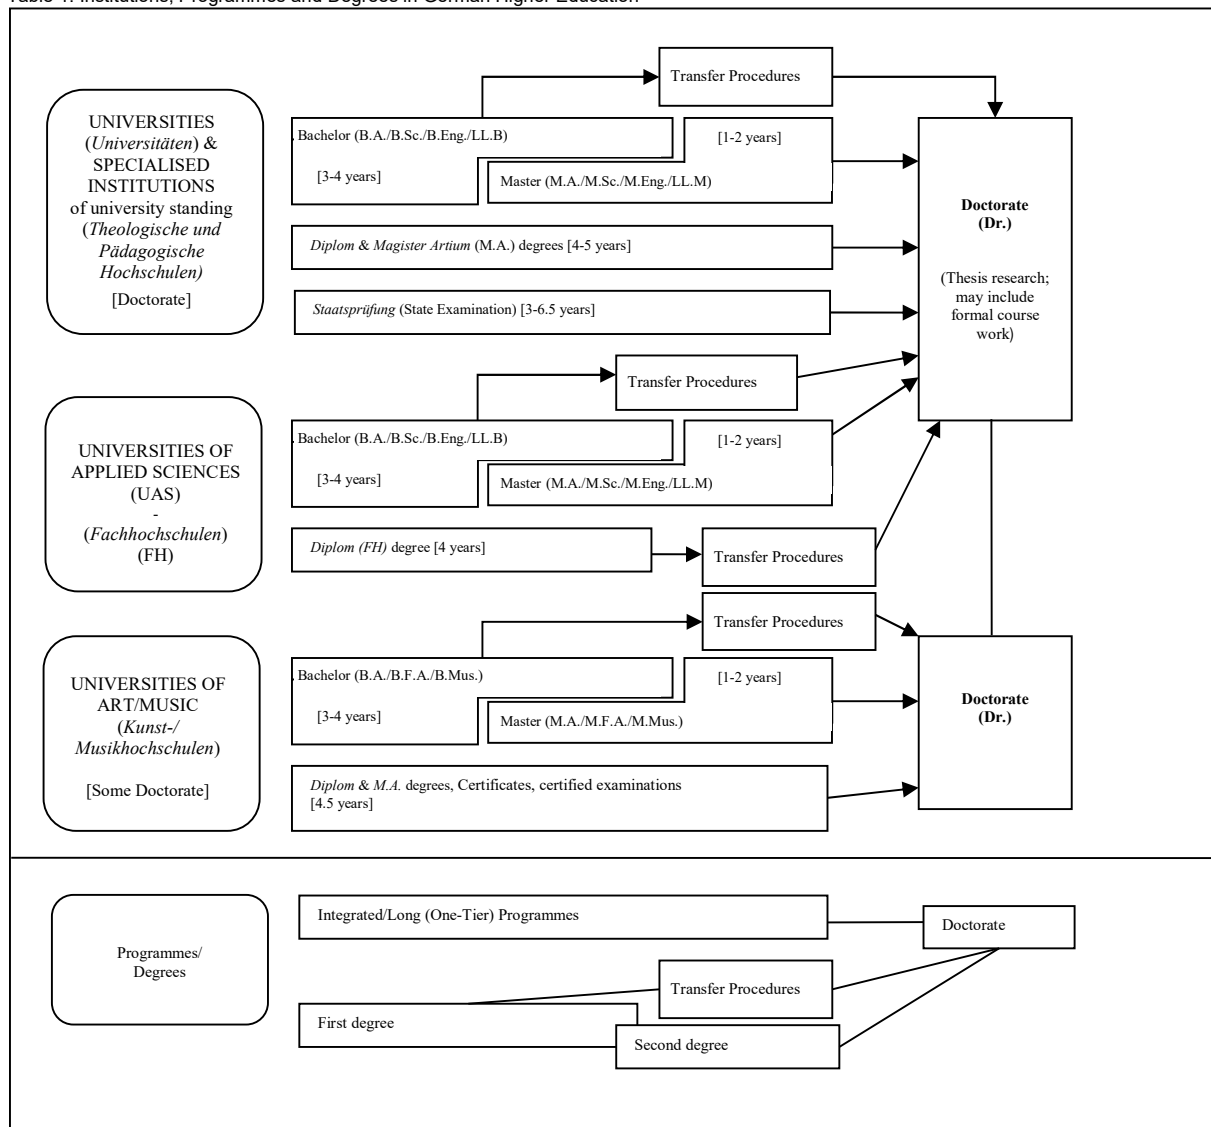 Table 1: Institutions, Programmes and Degrees in German Higher Education
Transfer Procedures
UNIVERSITIES
(Universitäten) &
SPECIALISED
INSTITUTIONS
of university standing
(Theologische und
Pädagogische
Hochschulen)
[Doctorate]
Bachelor (B.A./B.Sc./B.Eng./LL.B)
[3-4 years]
[1-2 years]
Master (M.A./M.Sc./M.Eng./LL.M)
Diplom & Magister Artium (M.A.) degrees [4-5 years]
Staatsprüfung (State Examination) [3-6.5 years]
Doctorate
(Dr.)
(Thesis research;
may include
formal course
work)
Transfer Procedures
UNIVERSITIES OF
APPLIED SCIENCES
(UAS)
-
(Fachhochschulen)
(FH)
Bachelor (B.A./B.Sc./B.Eng./LL.B)
[3-4 years]
[1-2 years]
Master (M.A./M.Sc./M.Eng./LL.M)
Diplom (FH) degree [4 years]
Transfer Procedures
Transfer Procedures
UNIVERSITIES OF
ART/MUSIC
(Kunst-/
Musikhochschulen)
[Some Doctorate]
Bachelor (B.A./B.F.A./B.Mus.)
[3-4 years]
[1-2 years]
Master (M.A./M.F.A./M.Mus.)
Diplom & M.A. degrees, Certificates, certified examinations
[4.5 years]
Doctorate
(Dr.)
Programmes/
Degrees
Integrated/Long (One-Tier) Programmes
Doctorate
Transfer Procedures
First degree
Second degree